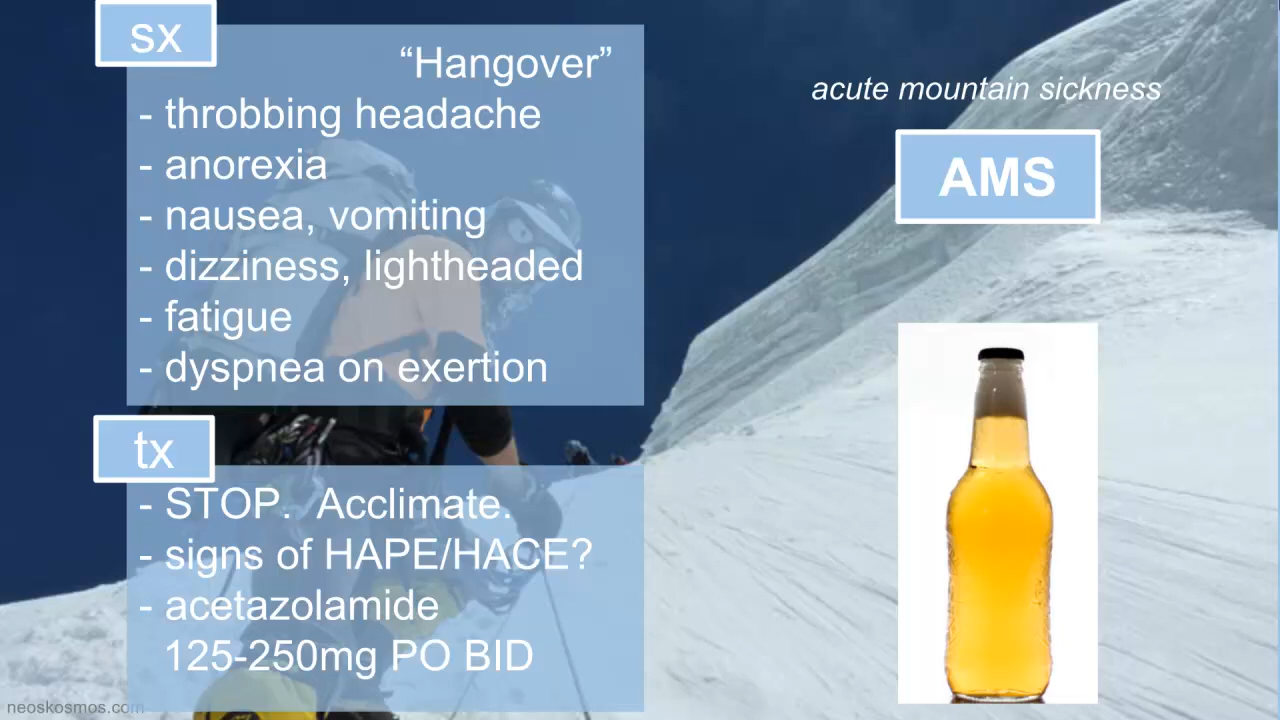 sx
“Hangover”
- throbbing headache
- anorexia
- nausea, vomiting
- dizziness, lightheaded
- fatigue
- dyspnea on exertion
tx
- STOP.  Acclimate.
- signs of HAPE/HACE?
- acetazolamide
125-250mg PO BID
acute mountain sickness
AMS
neoskosmos.com